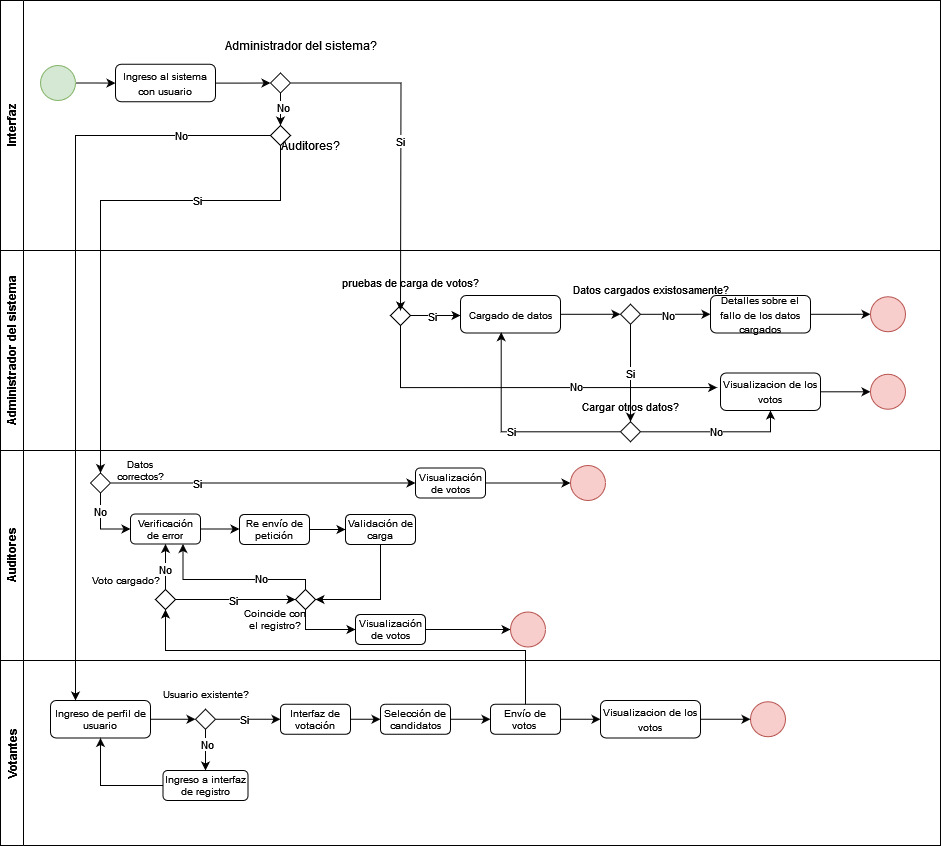 Interfaz
Administrador del sistema?
Ingreso al sistema
con usuario
No
Auditores?
No
Si
Si
Administrador del sistema
pruebas de carga de votos?
Si
Cargado de datos
Datos cargados existosamente?
No
Detalles sobre el
fallo de los datos
cargados
Si
No
Visualizacion de los
votos
Cargar otros datos?
Si
No
Auditores
Datos
correctos?
Si
Visualización
de votos
No
Verificación
de error
Re envío de
petición
Validación de
carga
No
Voto cargado?
No
Si
Coincide con
el registro?
Visualización
de votos
Votantes
Ingreso de perfil de
usuario
Usuario existente?
Si
Interfaz de
votación
Selección de
candidatos
Envío de
votos
Visualizacion de los
votos
No
Ingreso a interfaz
de registro